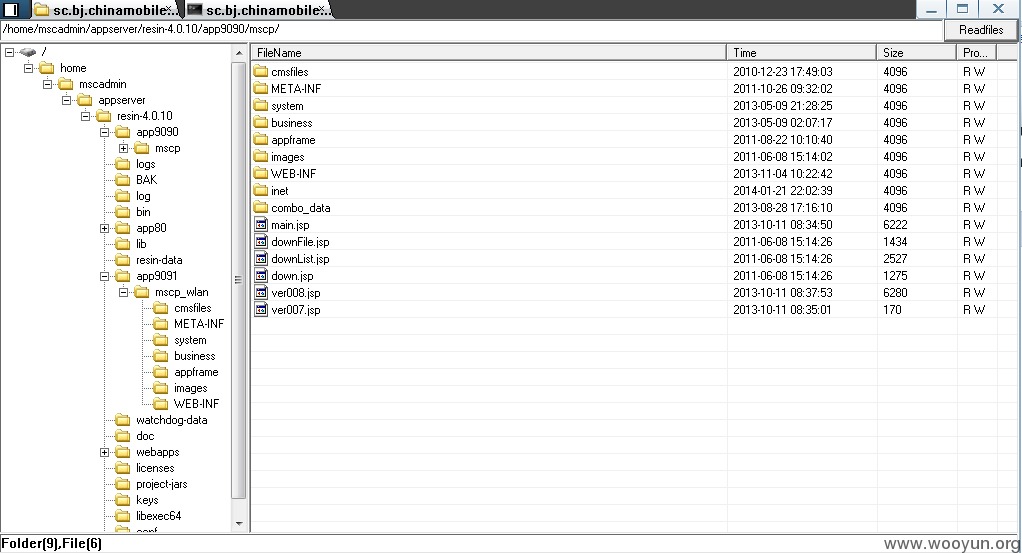 sc.bj.chinamobile... sc.bj.chinamobile...
/home/mscadmin/appserver/resin-4.0.10/app9090/mscp/ Readfiles
/
home
mscadmin
appserver
resin-4.0.10
app9090
mscp
logs
BAK
log
bin
app80
lib
resin-data
app9091
mscp_wlan
cmsfiles
META-INF
system
business
appframe
images
WEB-INF
watchdog-data
doc
webapps
licenses
project-jars
keys
libexec64
conf
FileName Time Size Pro...
cmsfiles 2010-12-23 17:49:03 4096 R W
META-INF 2011-10-26 09:32:02 4096 R W
system 2013-05-09 21:28:25 4096 R W
business 2013-05-09 02:07:17 4096 R W
appframe 2011-08-22 10:10:40 4096 R W
images 2011-06-08 15:14:02 4096 R W
WEB-INF 2013-11-04 10:22:42 4096 R W
inet 2014-01-21 22:02:39 4096 R W
combo_data 2013-08-28 17:16:10 4096 R W
main.jsp 2013-10-11 08:34:50 6222 R W
downFile.jsp 2011-06-08 15:14:26 1434 R W
downList.jsp 2011-06-08 15:14:26 2527 R W
down.jsp 2011-06-08 15:14:26 1275 R W
ver008.jsp 2013-10-11 08:37:53 6280 R W
ver007.jsp 2013-10-11 08:35:01 170 R W
Folder(9),File(6)
www.wooyun.org